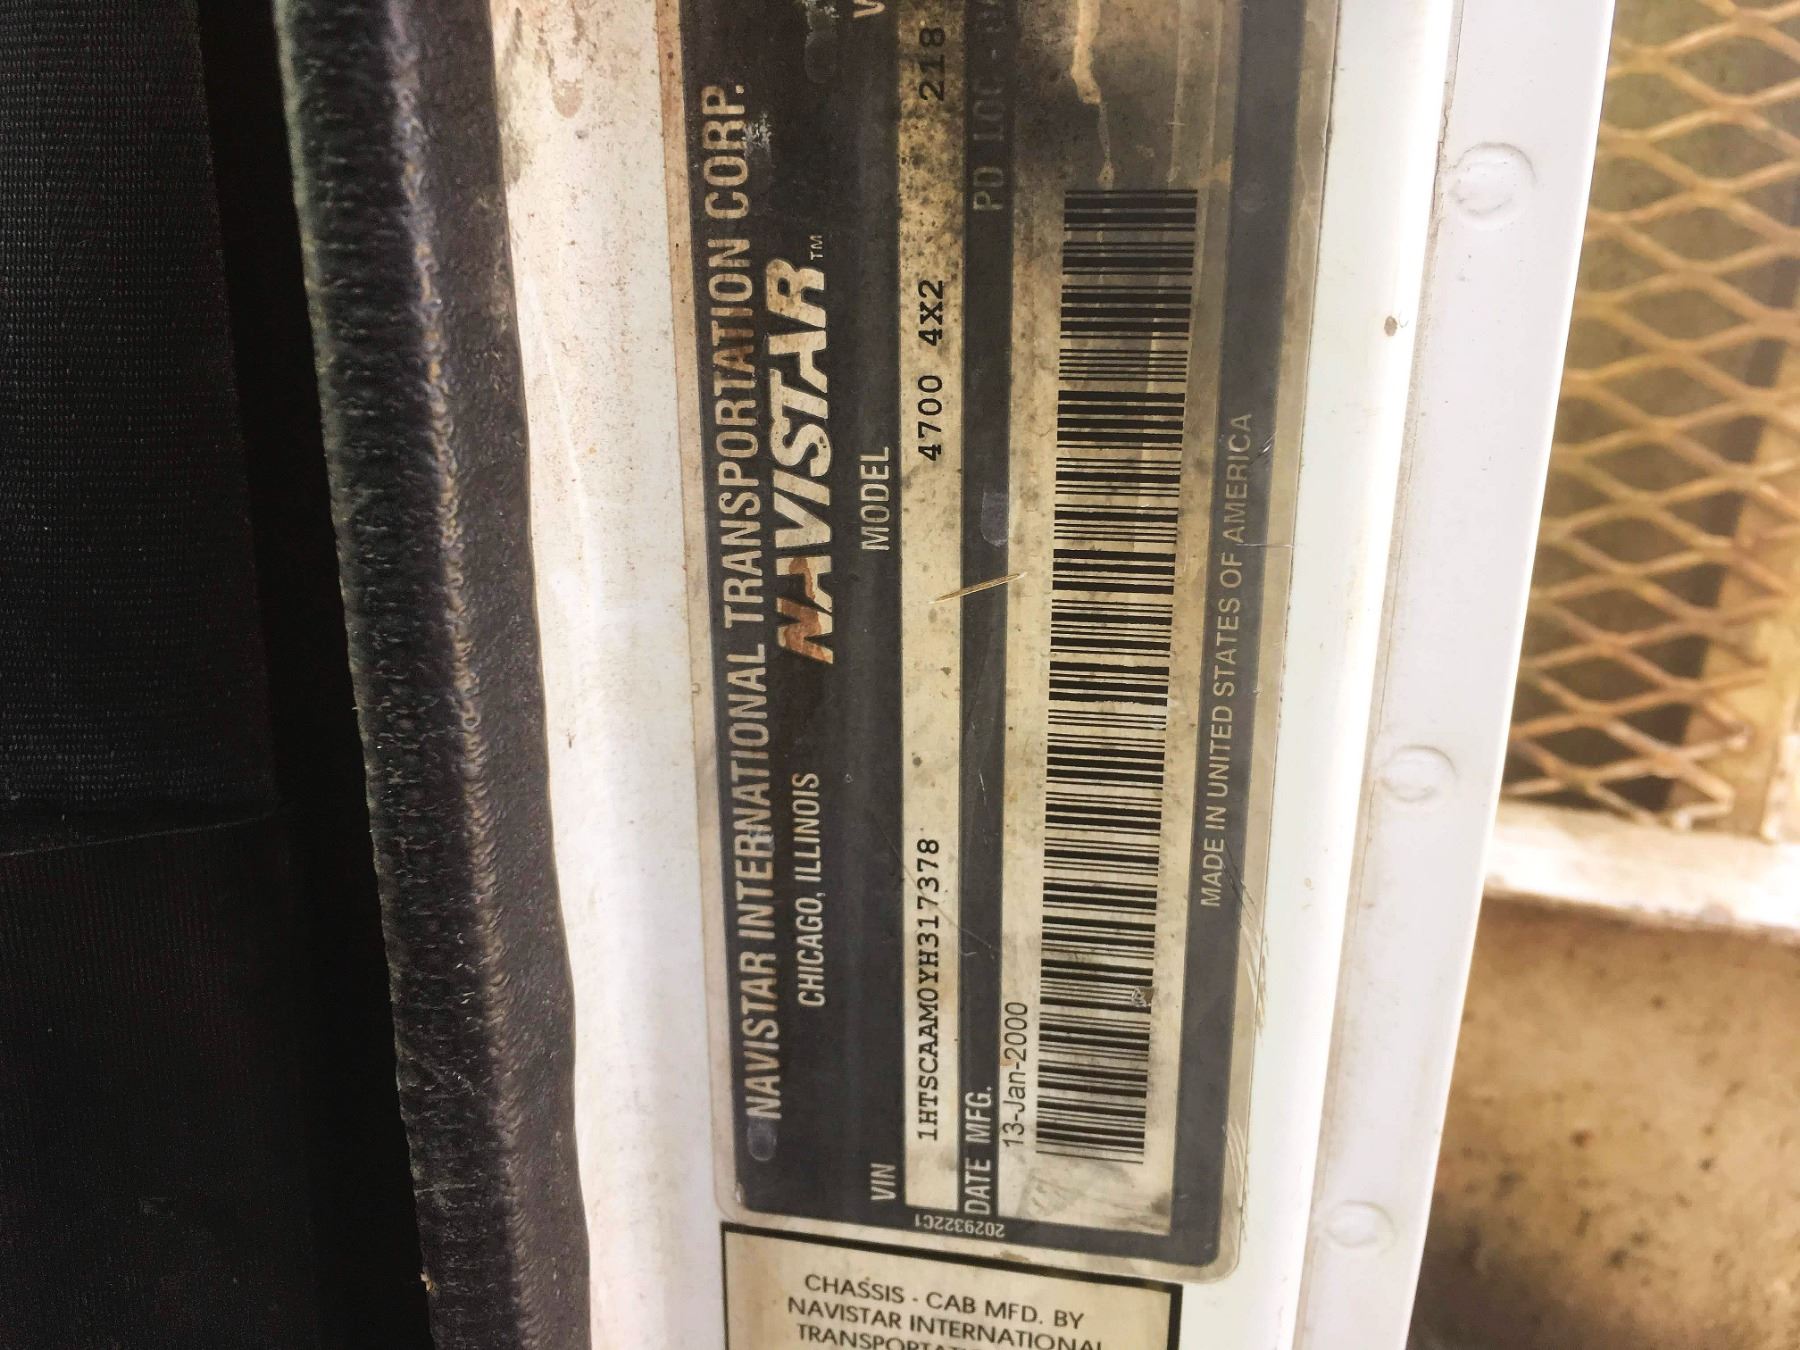 NAVISTAR INTERNATIONAL TRANSPORTATION CORP.
CHICAGO, ILLINOIS
NAVISTAR™
VIN MODEL
1HTSCAAM0YH317378 4700 4X2 218
DATE MFG. PD LOC
13-Jan-2000
MADE IN UNITED STATES OF AMERICA
2029322C1
CHASSIS - CAB MFD. BY
NAVISTAR INTERNATIONAL